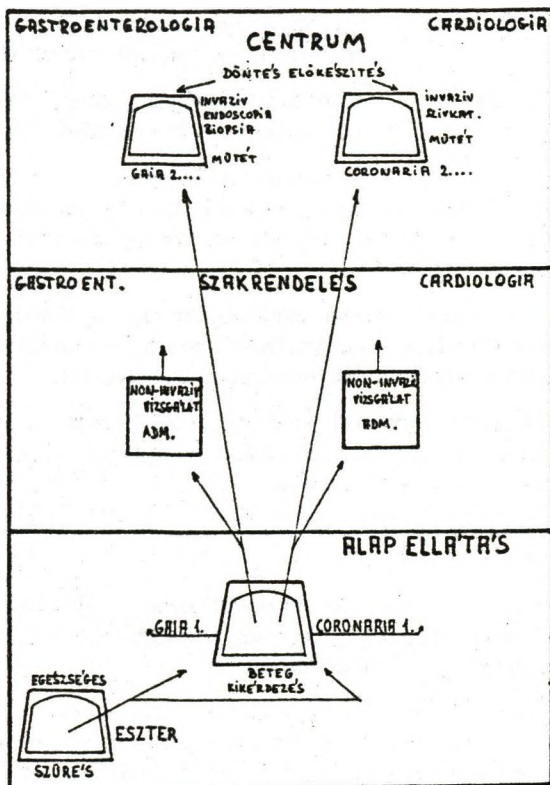 GASTROENTEROLOGIA
CARDIOLOGIA
CENTRUM
DÖNTÉS ELŐKÉSZÍTÉS
INVAZÍV
ENDOSCOPIA
BIOPSIA
MŰTÉT
GAIA 2....
INVAZÍV
SZÍVKAT.
MŰTÉT
CORONARIA 2....
GASTROENT.
SZAKRENDELÉS
CARDIOLOGIA
NON-INVAZÍV
VIZSGÁLAT
ADM.
NON-INVAZÍV
VIZSGÁLAT
ADM.
ALAP ELLÁTÁS
GAIA 1.
CORONARIA 1.
BETEG
KIKÉRDEZÉS
EGÉSZSÉGES
ESZTER
SZŰRÉS